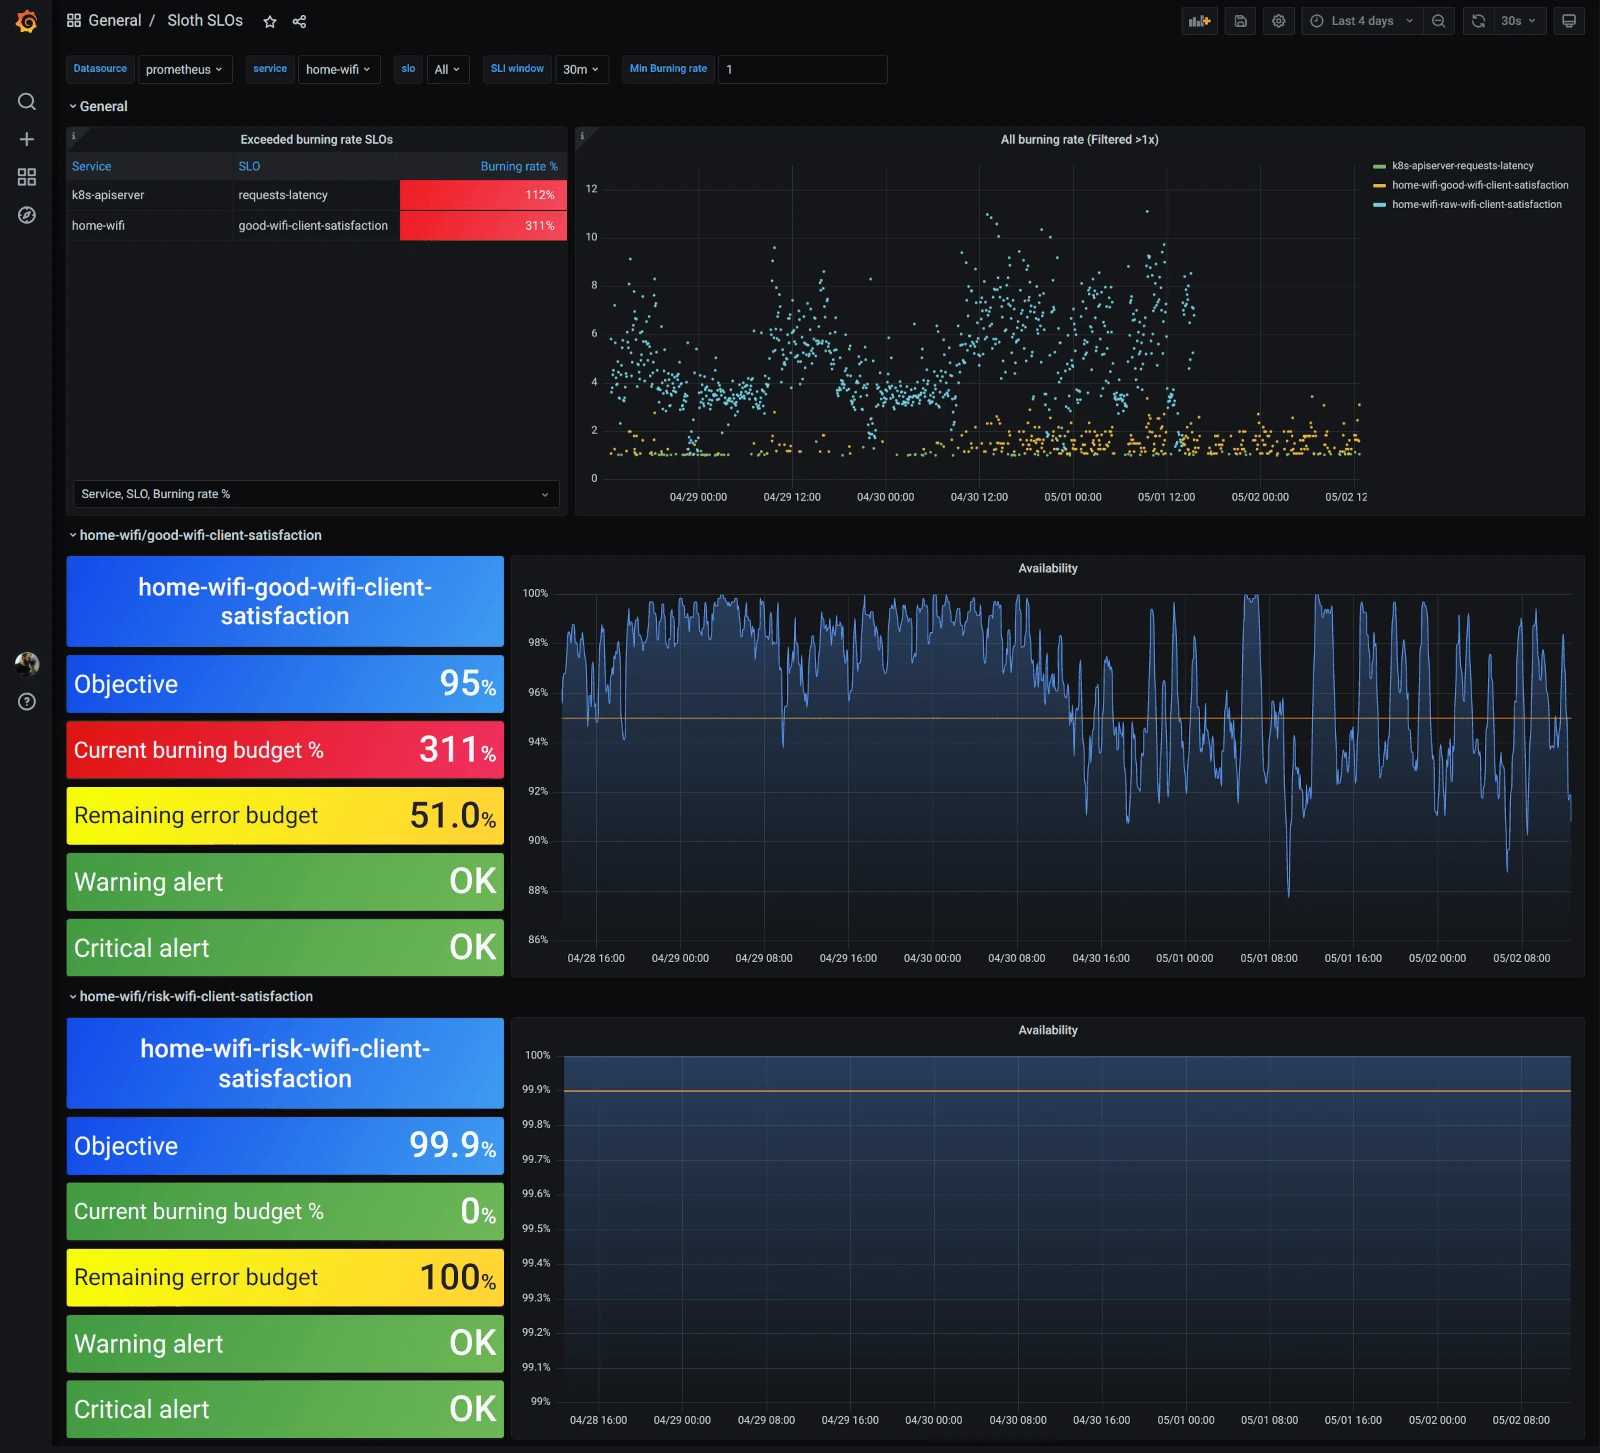 General / Sloth SLOs
Last 4 days
30s
Datasource prometheus service home-wifi slo All SLI window 30m Min Burning rate 1
General
Exceeded burning rate SLOs
Service SLO Burning rate %
k8s-apiserver requests-latency 112%
home-wifi good-wifi-client-satisfaction 311%
Service, SLO, Burning rate %
All burning rate (Filtered >1x)
12
10
8
6
4
2
0
04/29 00:00 04/29 12:00 04/30 00:00 04/30 12:00 05/01 00:00 05/01 12:00 05/02 00:00 05/02 12
k8s-apiserver-requests-latency
home-wifi-good-wifi-client-satisfaction
home-wifi-raw-wifi-client-satisfaction
home-wifi/good-wifi-client-satisfaction
home-wifi-good-wifi-client-
satisfaction
Objective 95%
Current burning budget % 311%
Remaining error budget 51.0%
Warning alert OK
Critical alert OK
Availability
100%
98%
96%
94%
92%
90%
88%
86%
04/28 16:00 04/29 00:00 04/29 08:00 04/29 16:00 04/30 00:00 04/30 08:00 04/30 16:00 05/01 00:00 05/01 08:00 05/01 16:00 05/02 00:00 05/02 08:00
home-wifi/risk-wifi-client-satisfaction
home-wifi-risk-wifi-client-
satisfaction
Objective 99.9%
Current burning budget % 0%
Remaining error budget 100%
Warning alert OK
Critical alert OK
Availability
100%
99.9%
99.8%
99.7%
99.6%
99.5%
99.4%
99.3%
99.2%
99.1%
99%
04/28 16:00 04/29 00:00 04/29 08:00 04/29 16:00 04/30 00:00 04/30 08:00 04/30 16:00 05/01 00:00 05/01 08:00 05/01 16:00 05/02 00:00 05/02 08:00